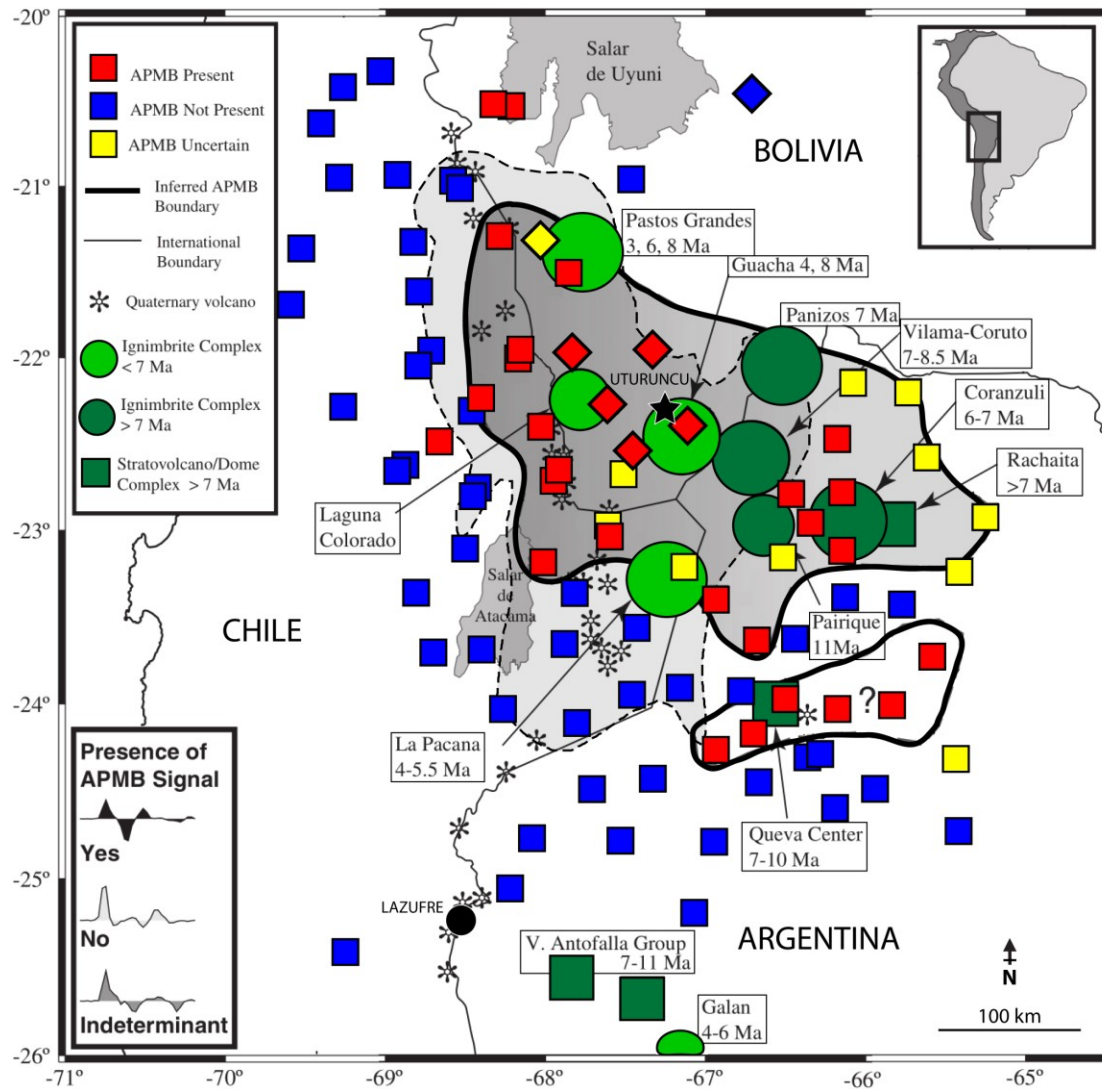 -20°
-21°
-22°
-23°
-24°
-25°
-26°
-71
-70°
-69°
-68°
-67°
-66°
-65°
APMB Present
APMB Not Present
APMB Uncertain
Inferred APMB
Boundary
International
Boundary
Quaternary volcano
Ignimbrite Complex
< 7 Ma
Ignimbrite Complex
> 7 Ma
Stratovolcano/Dome
Complex > 7 Ma
Salar
de Uyuni
BOLIVIA
Pastos Grandes
3, 6, 8 Ma
Guacha 4, 8 Ma
Panizos 7 Ma
Vilama-Coruto
7-8.5 Ma
UTURUNCU
Coranzuli
6-7 Ma
Rachaita
>7 Ma
Laguna
Colorado
Salar
de
Atacama
CHILE
Pairique
11Ma
?
La Pacana
4-5.5 Ma
Queva Center
7-10 Ma
LAZUFRE
ARGENTINA
V. Antofalla Group
7-11 Ma
Galan
4-6 Ma
N
100 km
Presence of
APMB Signal
Yes
No
Indeterminant